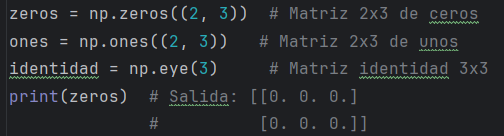 zeros = np.zeros((2, 3))  # Matriz 2x3 de ceros
ones = np.ones((2, 3))   # Matriz 2x3 de unos
identidad = np.eye(3)      # Matriz identidad 3x3
print(zeros)  # Salida: [[0. 0. 0.]
              #          [0. 0. 0.]]